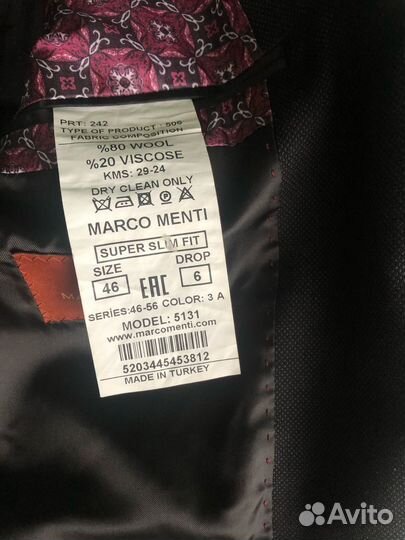 PRT: 242
TYPE OF PRODUCT : 506
FABRIC COMPOSITION
%80 WOOL
%20 VISCOSE
KMS: 29-24
DRY CLEAN ONLY
MARCO MENTI
SUPER SLIM FIT
SIZE DROP
46 EAC 6
SERIES:46-56 COLOR: 3 A
MODEL: 5131
www.marcomenti.com
5203445453812
MADE IN TURKEY
Avito